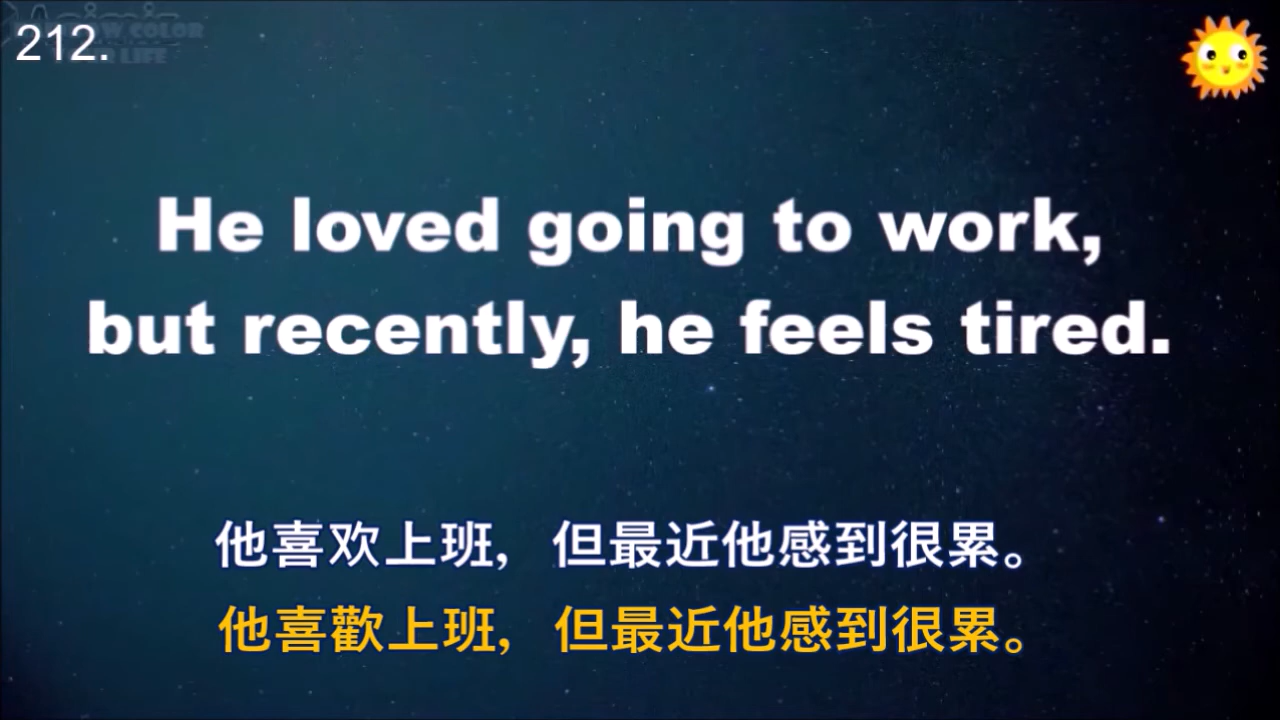 212.
He loved going to work,
but recently, he feels tired.
他喜欢上班,  但最近他感到很累。
他喜歡上班,  但最近他感到很累。